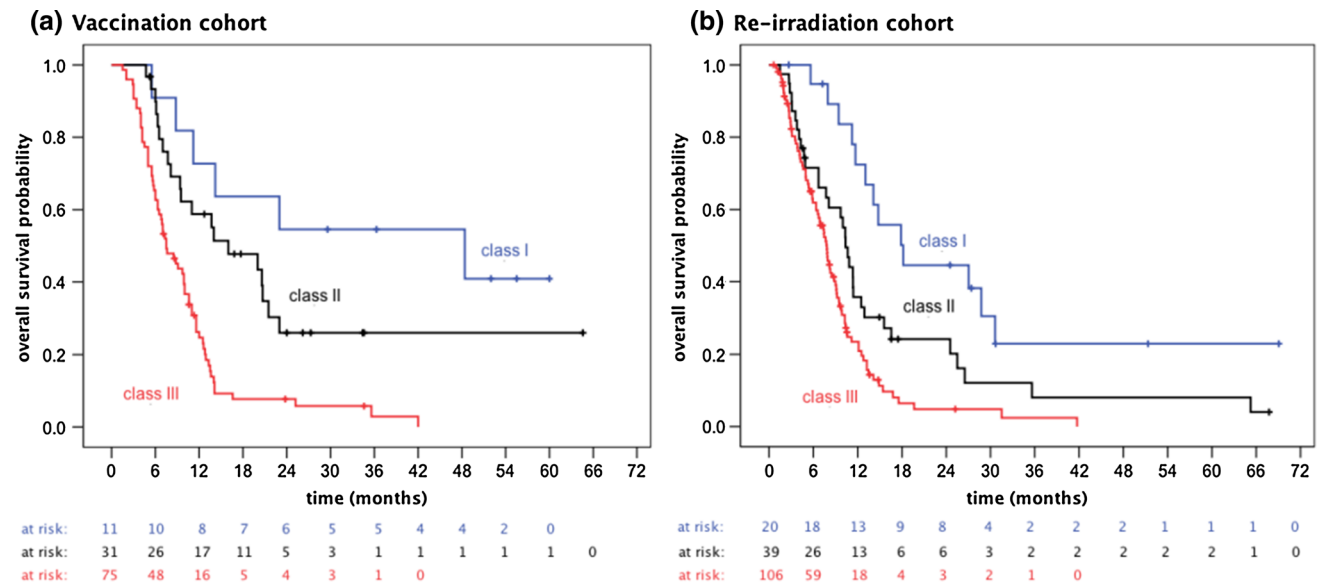 (a) Vaccination cohort
overall survival probability
1.0
0.8
0.6
0.4
0.2
0.0
class I
class II
class III
0 6 12 18 24 30 36 42 48 54 60 66 72
time (months)
at risk: 11 10 8 7 6 5 5 4 4 2 0
at risk: 31 26 17 11 5 3 1 1 1 1 1 0
at risk: 75 48 16 5 4 3 1 0
(b) Re-irradiation cohort
overall survival probability
1.0
0.8
0.6
0.4
0.2
0.0
class I
class II
class III
0 6 12 18 24 30 36 42 48 54 60 66 72
time (months)
at risk: 20 18 13 9 8 4 2 2 2 1 1 1 0
at risk: 39 26 13 6 6 3 2 2 2 2 2 1 0
at risk: 106 59 18 4 3 2 1 0